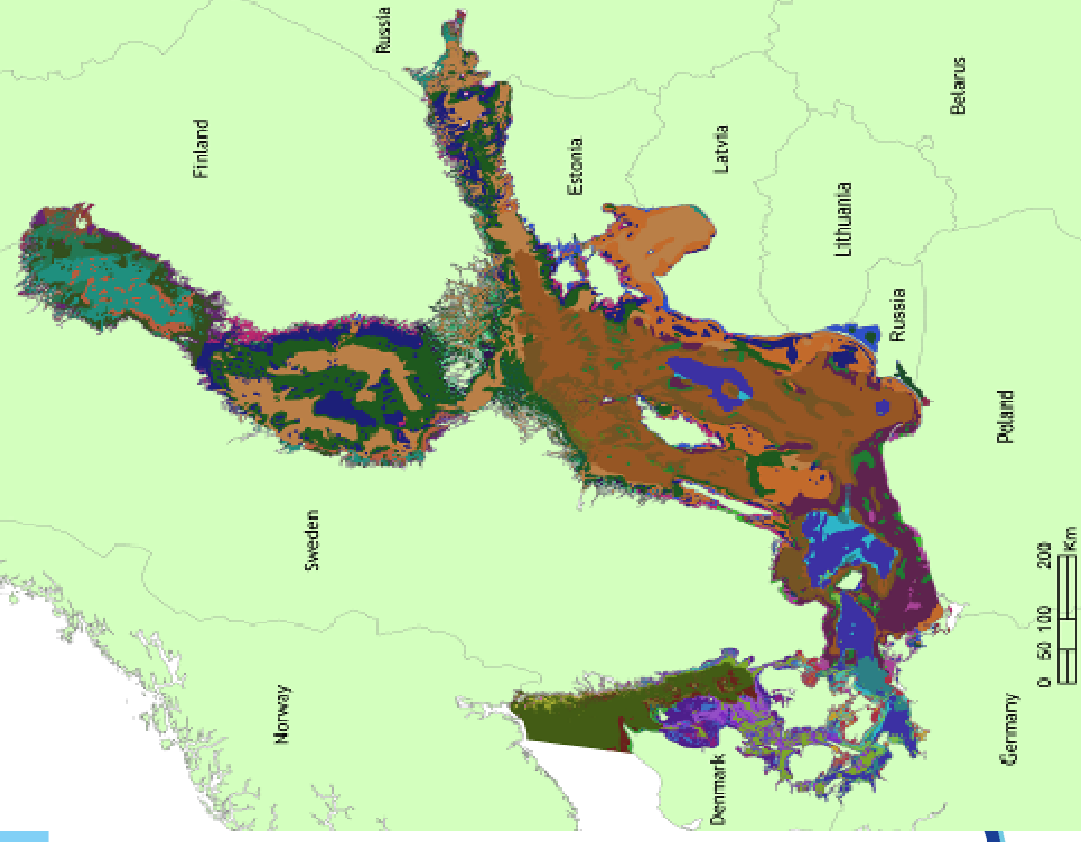 Finland
Norway
Sweden
Russia
Estonia
Denmark
Latvia
Lithuania
Russia
Belarus
Poland
Germany
0 50 100 200
Km